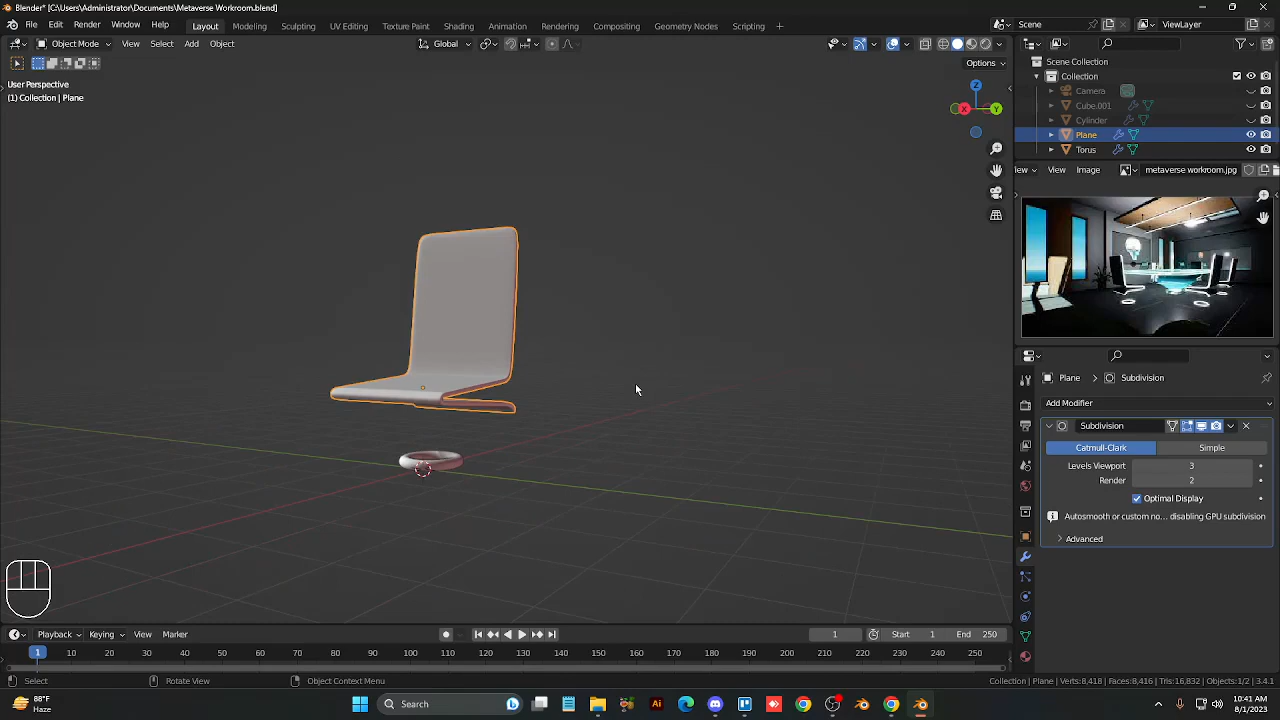 Blender* [C:\Users\Administrator\Documents\Metaverse Workroom.blend]
File Edit Render Window Help Layout Modeling Sculpting UV Editing Texture Paint Shading Animation Rendering Compositing Geometry Nodes Scripting + Scene ViewLayer
Object Mode View Select Add Object Global
Options
User Perspective
(1) Collection | Plane
Z
X
Y
Scene Collection
Collection
Camera
Cube.001
Cylinder
Plane
Torus
View Image metaverse workroom.jpg
Plane > Subdivision
Add Modifier
Subdivision
Catmull-Clark Simple
Levels Viewport 3
Render 2
Optimal Display
Autosmooth or custom no... disabling GPU subdivision
Advanced
Playback Keying View Marker 1 Start 1 End 250
1 10 20 30 40 50 60 70 80 90 100 110 120 130 140 150 160 170 180 190 200 210 220 230 240 250
Select Rotate View Object Context Menu Collection | Plane | Verts:8,418 | Faces:8,416 | Tris:16,832 | Objects:1/2 | 3.4.1
88°F
Haze
Search
Ai
10:41 AM
8/1/2023